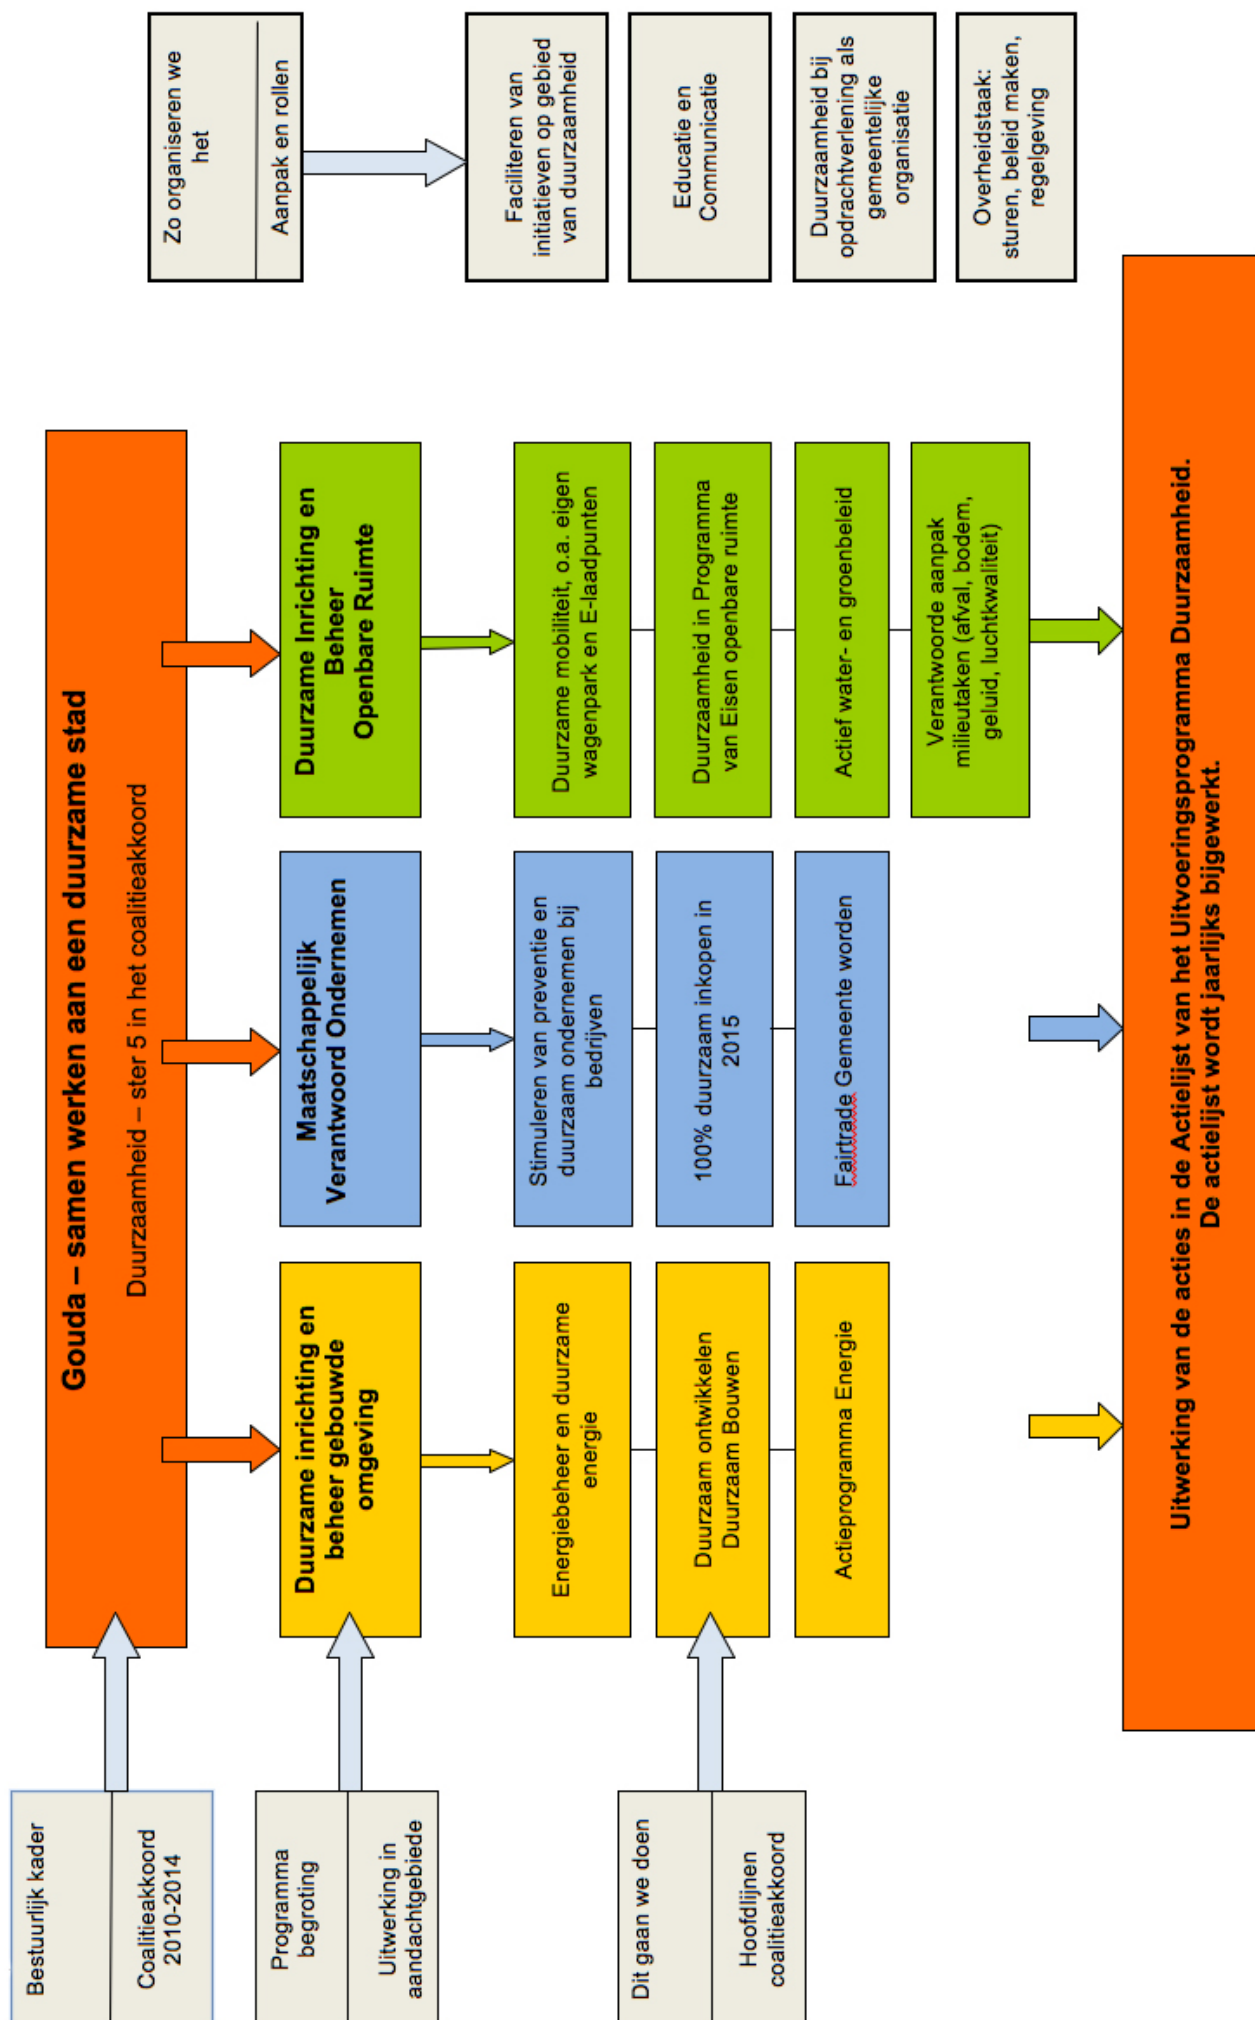 Bestuurlijk kader
Coalitieakkoord
2010-2014
Gouda – samen werken aan een duurzame stad
Duurzaamheid – ster 5 in het coalitieakkoord
Zo organiseren we
het
Aanpak en rollen
Programma
begroting
Uitwerking in
aandachtgebiede
Duurzame inrichting en
beheer gebouwde
omgeving
Maatschappelijk
Verantwoord Ondernemen
Duurzame Inrichting en
Beheer
Openbare Ruimte
Dit gaan we doen
Hoofdlijnen
coalitieakkoord
Energiebeheer en duurzame
energie
Duurzaam ontwikkelen
Duurzaam Bouwen
Actieprogramma Energie
Stimuleren van preventie en
duurzaam ondernemen bij
bedrijven
100% duurzaam inkopen in
2015
Fairtrade Gemeente worden
Duurzame mobiliteit, o.a. eigen
wagenpark en E-laadpunten
Duurzaamheid in Programma
van Eisen openbare ruimte
Actief water- en groenbeleid
Verantwoorde aanpak
milieutaken (afval, bodem,
geluid, luchtkwaliteit)
Faciliteren van
initiatieven op gebied
van duurzaamheid
Educatie en
Communicatie
Duurzaamheid bij
opdrachtverlening als
gemeentelijke
organisatie
Overheidstaak:
sturen, beleid maken,
regelgeving
Uitwerking van de acties in de Actielijst van het Uitvoeringsprogramma Duurzaamheid.
De actielijst wordt jaarlijks bijgewerkt.